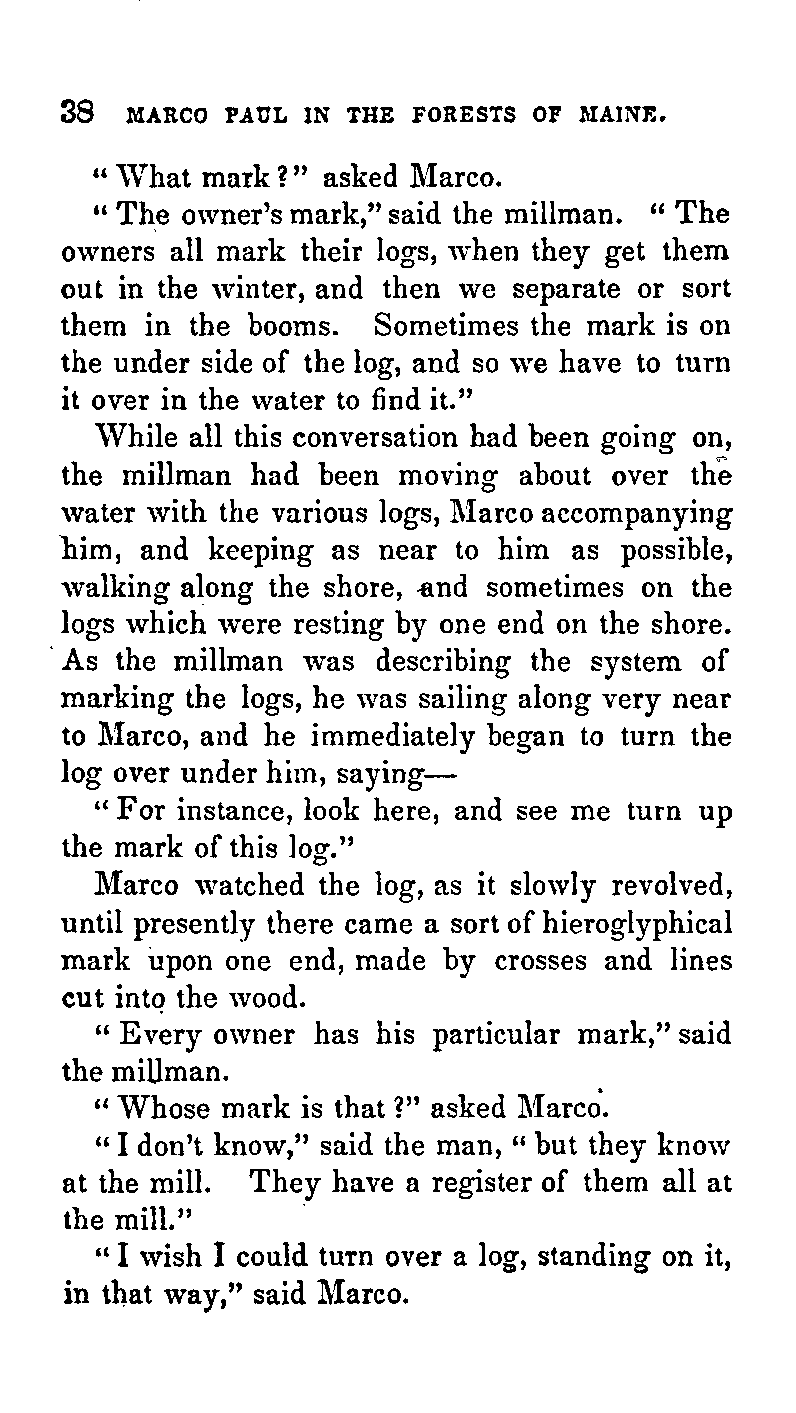 38 MARCO PAUL IN THE FORESTS OF MAINE.
“ What mark ?” asked Marco.
“ The owner’s mark,” said the millman. “ The
owners all mark their logs, when they get them
out in the winter, and then we separate or sort
them in the booms. Sometimes the mark is on
the under side of the log, and so we have to turn
it over in the water to find it.”
While all this conversation had been going on,
the millman had been moving about over the
water with the various logs, Marco accompanying
him, and keeping as near to him as possible,
walking along the shore, and sometimes on the
logs which were resting by one end on the shore.
As the millman was describing the system of
marking the logs, he was sailing along very near
to Marco, and he immediately began to turn the
log over under him, saying—
“ For instance, look here, and see me turn up
the mark of this log.”
Marco watched the log, as it slowly revolved,
until presently there came a sort of hieroglyphical
mark upon one end, made by crosses and lines
cut into the wood.
“ Every owner has his particular mark,” said
the millman.
“ Whose mark is that ?” asked Marco.
“ I don’t know,” said the man, “ but they know
at the mill. They have a register of them all at
the mill.”
“ I wish I could turn over a log, standing on it,
in that way,” said Marco.